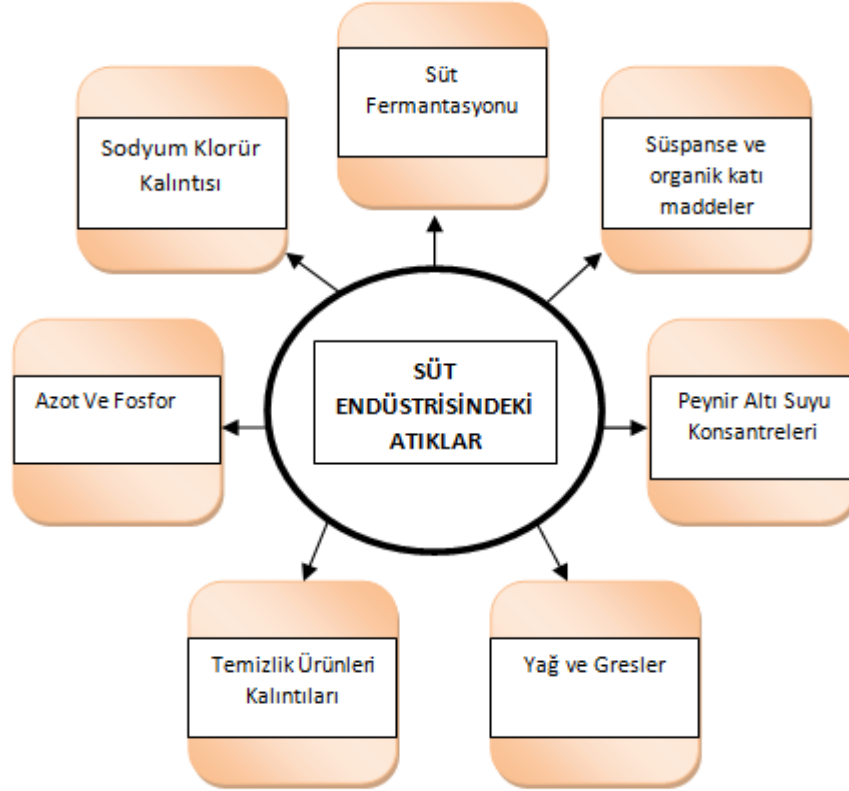 Süt
Fermantasyonu
Sodyum Klorür
Kalıntısı
Süspanse ve
organik katı
maddeler
Azot Ve Fosfor
SÜT
ENDÜSTRİSİNDEKİ
ATIKLAR
Peynir Altı Suyu
Konsantreleri
Temizlik Ürünleri
Kalıntıları
Yağ ve Gresler